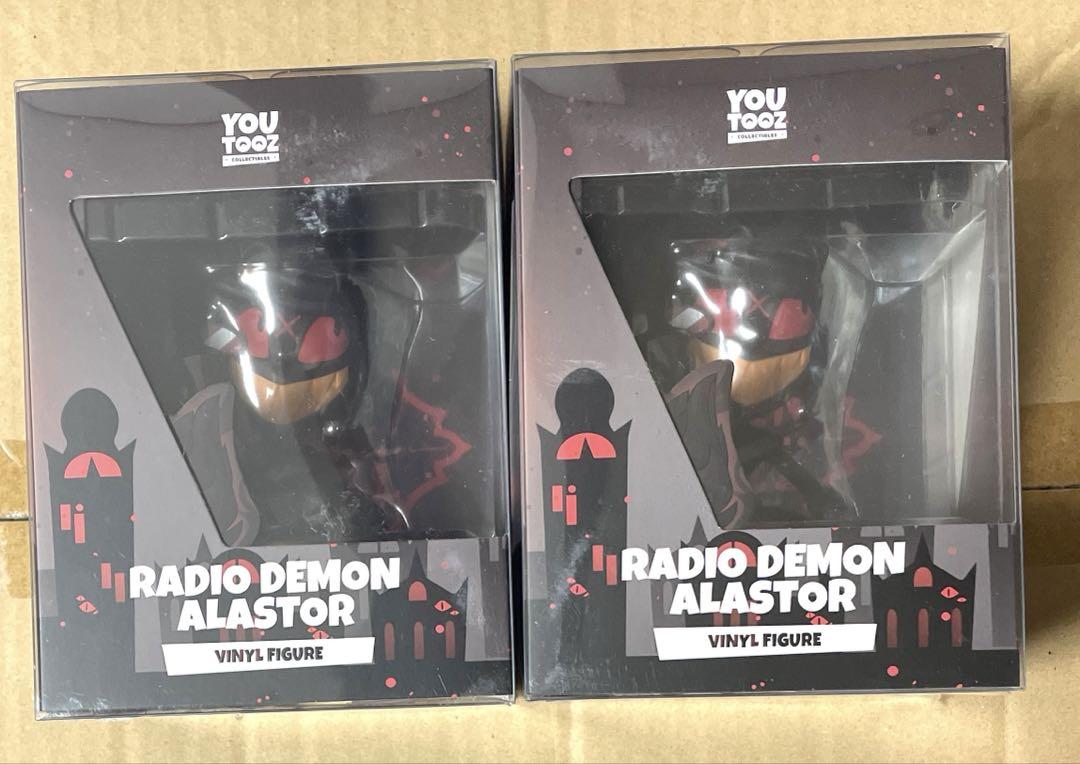 YOU
TOOZ
COLLECTIBLES
RADIO DEMON
ALASTOR
VINYL FIGURE
YOU
TOOZ
COLLECTIBLES
RADIO DEMON
ALASTOR
VINYL FIGURE